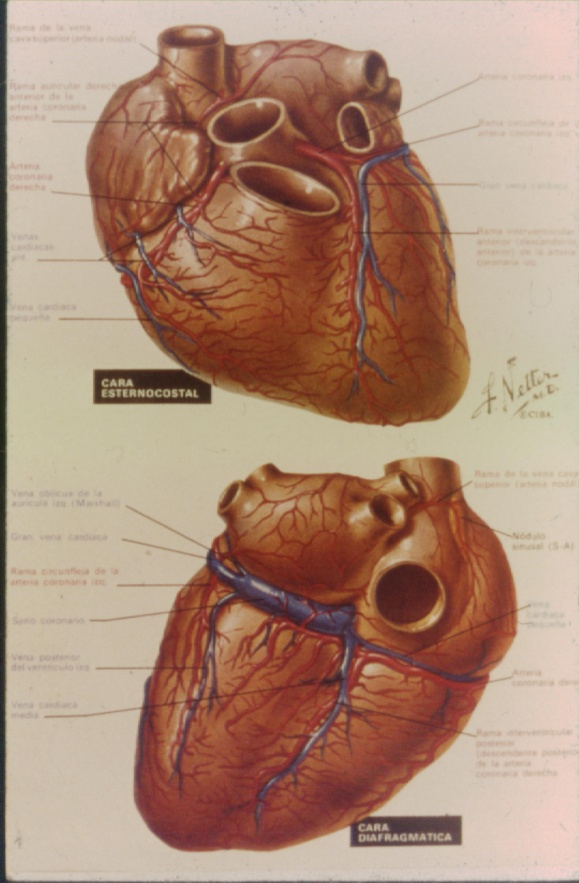 Rama de la vena
cava superior (arteria nodal)
Rama auricular derecha
anterior de la
arteria coronaria
derecha
Arteria
coronaria
derecha
Venas
cardiacas
ant.
Vena cardiaca
pequeña
Arteria coronaria izq.
Rama circunfleja de
arteria coronaria izq.
Gran vena cardiaca
Rama interventricular
anterior (descendente
anterior) de la arteria
coronaria izq.
CARA
ESTERNOCOSTAL
F. Netter
M.D.
©CIBA
Vena oblicua de la
aurícula izq. (Marshall)
Gran vena cardiaca
Rama circunfleja de la
arteria coronaria izq.
Seno coronario
Vena posterior
del ventrículo izq.
Vena cardiaca
media
Rama de la vena cava
superior (arteria nodal)
Nódulo
sinusal (S-A)
Vena
cardiaca
pequeña
Arteria
coronaria
Rama interventricular
posterior
(descendente
de la arteria
coronaria derecha
CARA
DIAFRAGMATICA